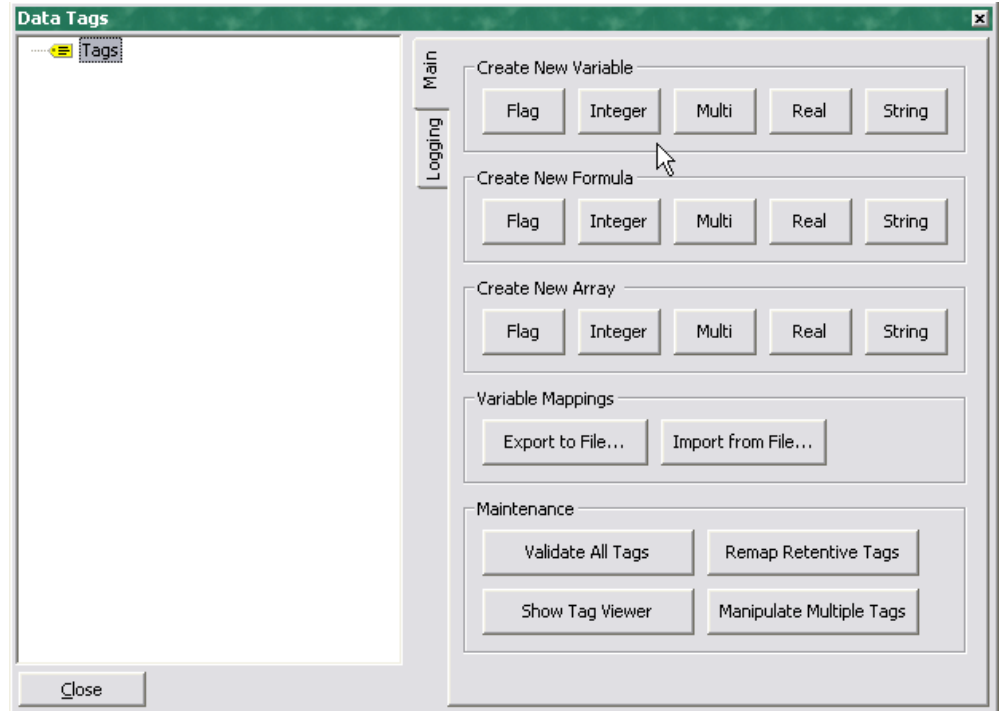 Data Tags
Tags
Main
Logging
Create New Variable
Flag Integer Multi Real String
Create New Formula
Flag Integer Multi Real String
Create New Array
Flag Integer Multi Real String
Variable Mappings
Export to File... Import from File...
Maintenance
Validate All Tags Remap Retentive Tags
Show Tag Viewer Manipulate Multiple Tags
Close